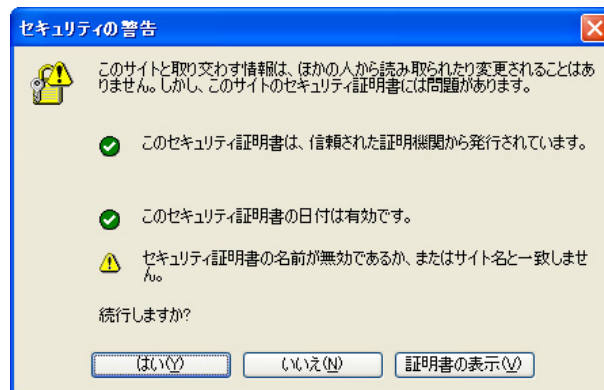 セキュリティの警告
このサイトと取り交わす情報は、ほかの人から読み取られたり変更されることはあ
りません。しかし、このサイトのセキュリティ証明書には問題があります。
このセキュリティ証明書は、信頼された証明機関から発行されています。
このセキュリティ証明書の日付は有効です。
セキュリティ証明書の名前が無効であるか、またはサイト名と一致しませ
ん。
続行しますか?
はい(Y) いいえ(N) 証明書の表示(V)